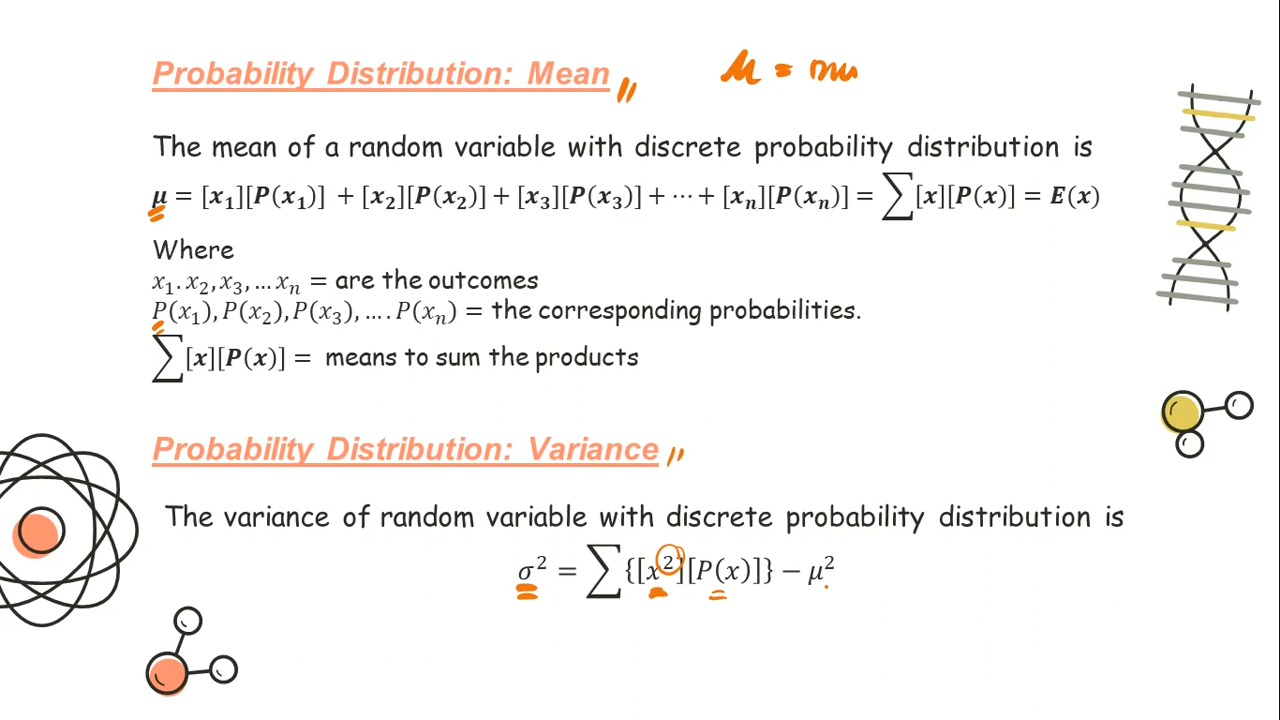 Probability Distribution: Mean
μ = mu
The mean of a random variable with discrete probability distribution is
μ = [x₁][P(x₁)] + [x₂][P(x₂)] + [x₃][P(x₃)] + ⋯ + [xₙ][P(xₙ)] = ∑[x][P(x)] = E(x)
Where
x₁. x₂, x₃, … xₙ = are the outcomes
P(x₁), P(x₂), P(x₃), … . P(xₙ) = the corresponding probabilities.
∑[x][P(x)] = means to sum the products
Probability Distribution: Variance
The variance of random variable with discrete probability distribution is
σ² = ∑{[x²][P(x)]} − μ²